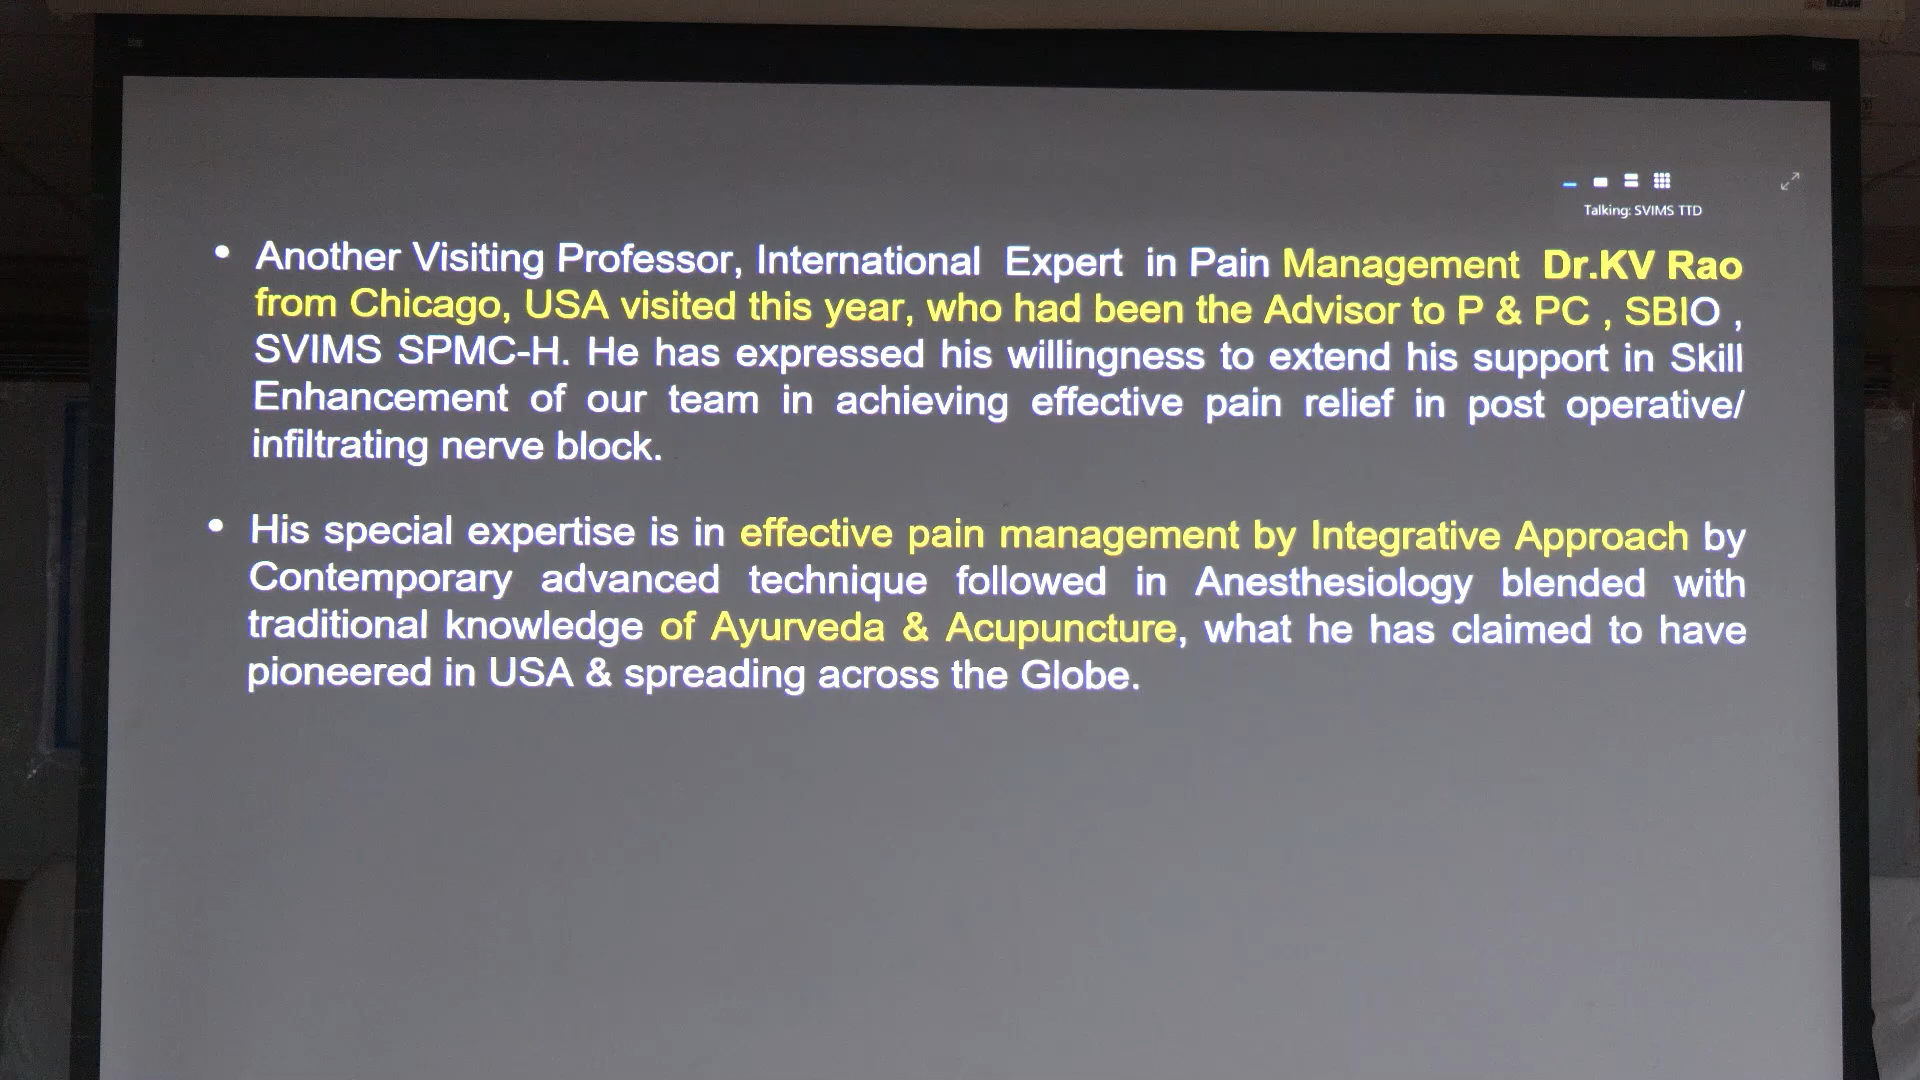 Talking: SVIMS TTD
• Another Visiting Professor, International Expert in Pain Management Dr.KV Rao
from Chicago, USA visited this year, who had been the Advisor to P & PC , SBIO ,
SVIMS SPMC-H. He has expressed his willingness to extend his support in Skill
Enhancement of our team in achieving effective pain relief in post operative/
infiltrating nerve block.
• His special expertise is in effective pain management by Integrative Approach by
Contemporary advanced technique followed in Anesthesiology blended with
traditional knowledge of Ayurveda & Acupuncture, what he has claimed to have
pioneered in USA & spreading across the Globe.